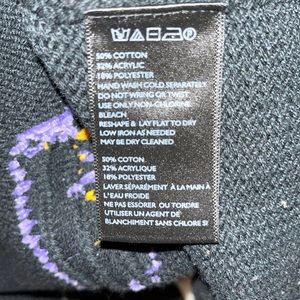 50% COTTON
32% ACRYLIC
18% POLYESTER
HAND WASH COLD SEPARATELY
DO NOT WRING OR TWIST
USE ONLY NON-CHLORINE
BLEACH
RESHAPE & LAY FLAT TO DRY
LOW IRON AS NEEDED
MAY BE DRY CLEANED
50% COTON
32% ACRYLIQUE
18% POLYESTER
LAVER SÉPARÉMENT À LA MAIN À
L'EAU FROIDE
NE PAS ESSORER OU TORDRE
UTILISER UN AGENT DE
BLANCHIMENT SANS CHLORE SI